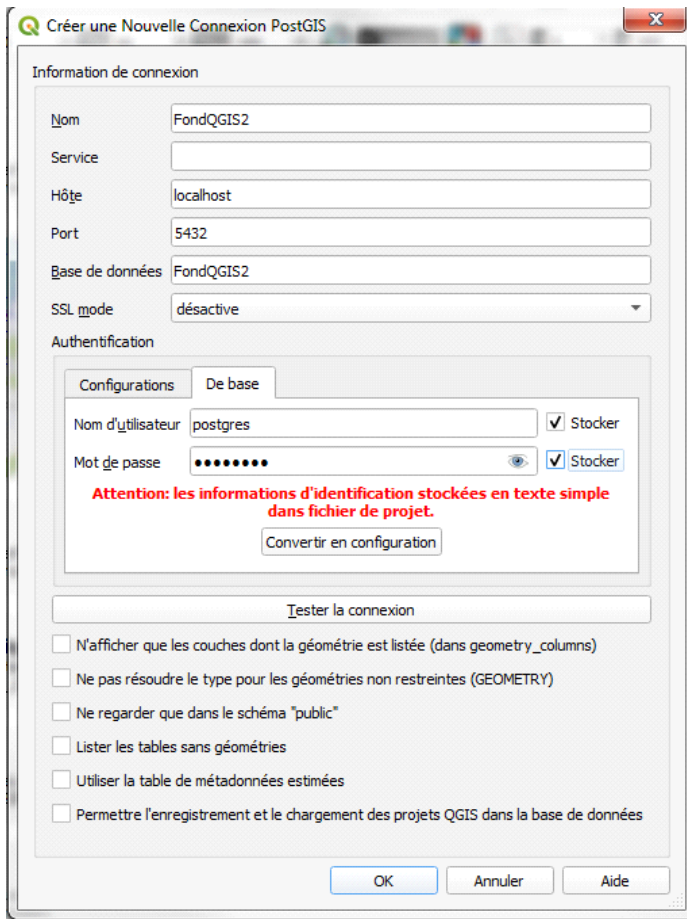 Créer une Nouvelle Connexion PostGIS
Information de connexion
Nom FondQGIS2
Service
Hôte localhost
Port 5432
Base de données FondQGIS2
SSL mode désactive
Authentification
Configurations De base
Nom d'utilisateur postgres Stocker
Mot de passe ●●●●●●●● Stocker
Attention: les informations d'identification stockées en texte simple
dans fichier de projet.
Convertir en configuration
Tester la connexion
N'afficher que les couches dont la géométrie est listée (dans geometry_columns)
Ne pas résoudre le type pour les géométries non restreintes (GEOMETRY)
Ne regarder que dans le schéma "public"
Lister les tables sans géométries
Utiliser la table de métadonnées estimées
Permettre l'enregistrement et le chargement des projets QGIS dans la base de données
OK Annuler Aide